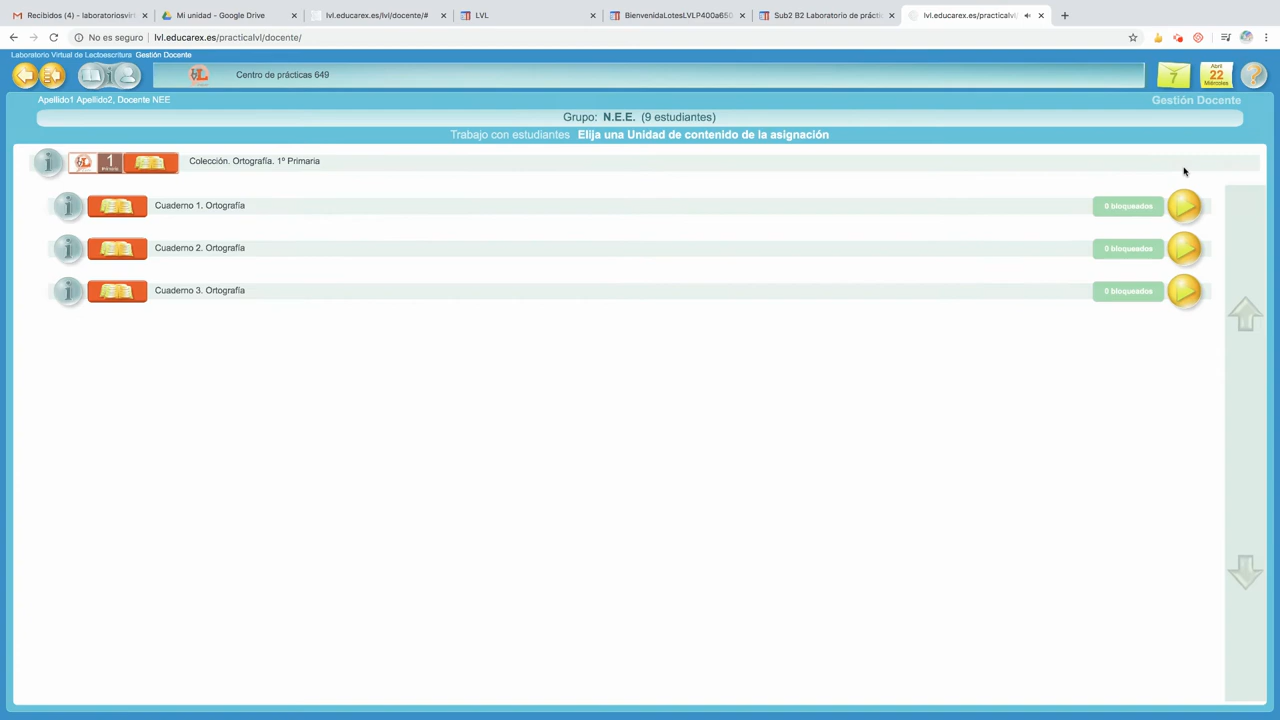 Recibidos (4) - laboratoriosvirt
Mi unidad - Google Drive
lvl.educarex.es/lvl/docente/#
LVL
BienvenidaLotesLVLP400a650
Sub2 B2 Laboratorio de práctic
lvl.educarex.es/practicalvl/
No es seguro
lvl.educarex.es/practicalvl/docente/
Laboratorio Virtual de Lectoescritura Gestión Docente
Centro de prácticas 649
7
Abril
22
Miércoles
?
Apellido1 Apellido2, Docente NEE
Gestión Docente
Grupo: N.E.E. (9 estudiantes)
Trabajo con estudiantes Elija una Unidad de contenido de la asignación
1
Primaria
Colección. Ortografía. 1º Primaria
Cuaderno 1. Ortografía
0 bloqueados
Cuaderno 2. Ortografía
0 bloqueados
Cuaderno 3. Ortografía
0 bloqueados